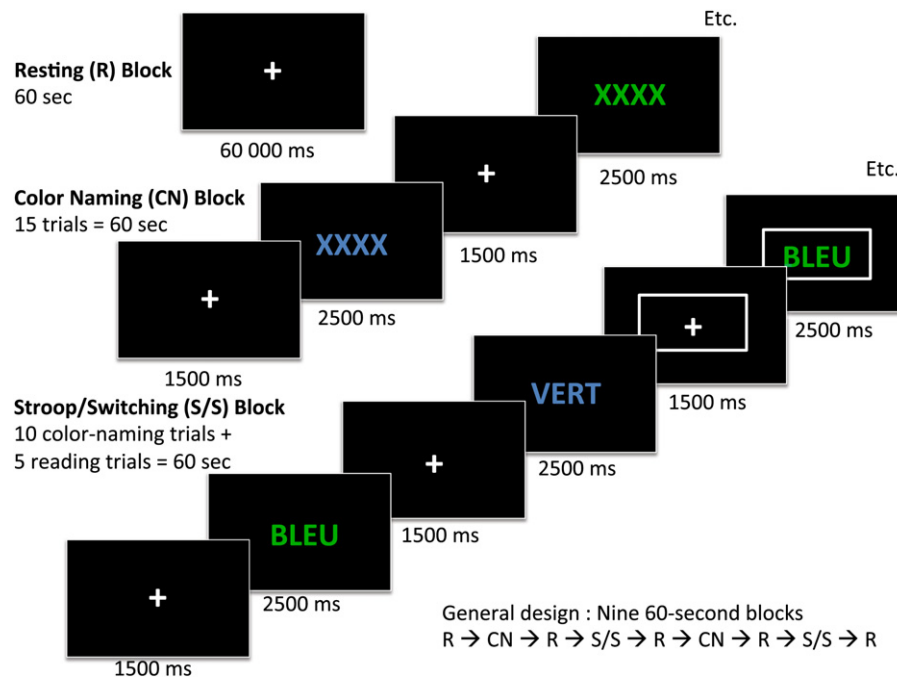 Resting (R) Block
60 sec
60 000 ms
Etc.
XXXX
2500 ms
1500 ms
Color Naming (CN) Block
15 trials = 60 sec
XXXX
2500 ms
1500 ms
Etc.
BLEU
2500 ms
1500 ms
VERT
2500 ms
Stroop/Switching (S/S) Block
10 color-naming trials +
5 reading trials = 60 sec
1500 ms
BLEU
2500 ms
1500 ms
General design : Nine 60-second blocks
R → CN → R → S/S → R → CN → R → S/S → R